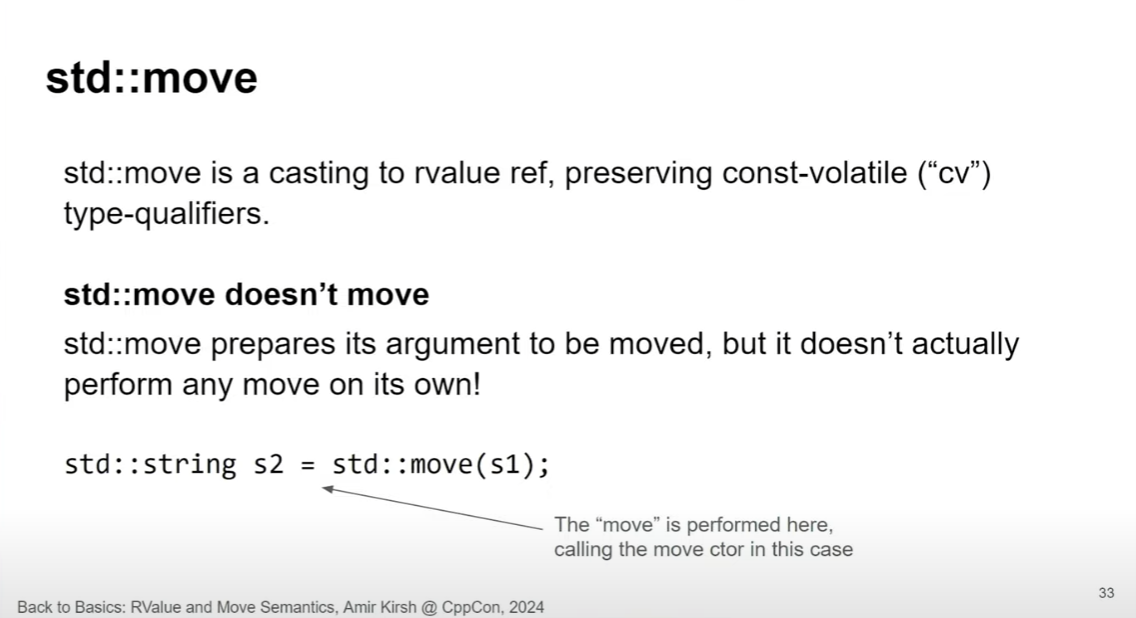 std::move
std::move is a casting to rvalue ref, preserving const-volatile (“cv”)
type-qualifiers.
std::move doesn’t move
std::move prepares its argument to be moved, but it doesn’t actually
perform any move on its own!
std::string s2 = std::move(s1);
The “move” is performed here,
calling the move ctor in this case
33
Back to Basics: RValue and Move Semantics, Amir Kirsh @ CppCon, 2024